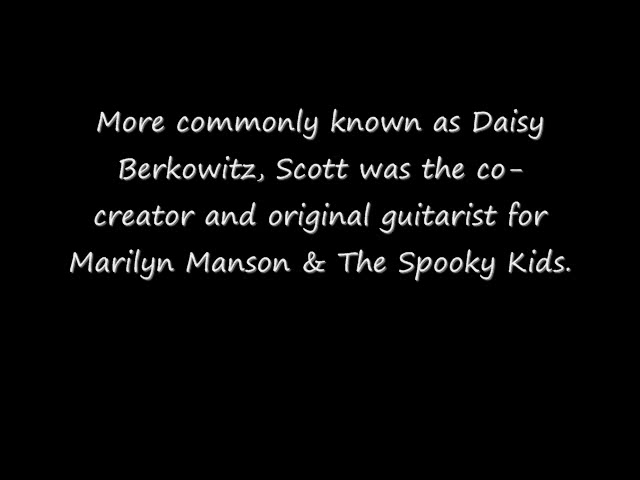 More commonly known as Daisy
Berkowitz, Scott was the co-
creator and original guitarist for
Marilyn Manson & The Spooky Kids.